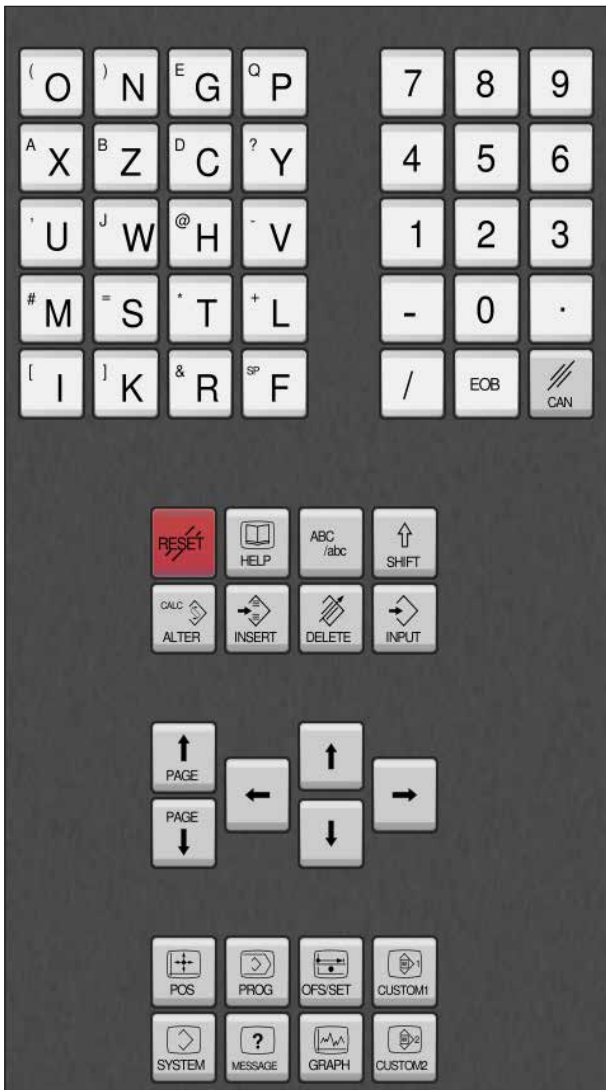 ( O ) N E G Q P 7 8 9
A X B Z D C ? Y 4 5 6
, U J W @ H - V 1 2 3
# M = S * T + L - 0 .
[ I ] K & R SP F / EOB CAN
RESET HELP ABC/abc SHIFT
CALC
ALTER INSERT DELETE INPUT
PAGE
PAGE
POS PROG OFS/SET CUSTOM1
SYSTEM ? MESSAGE GRAPH CUSTOM2